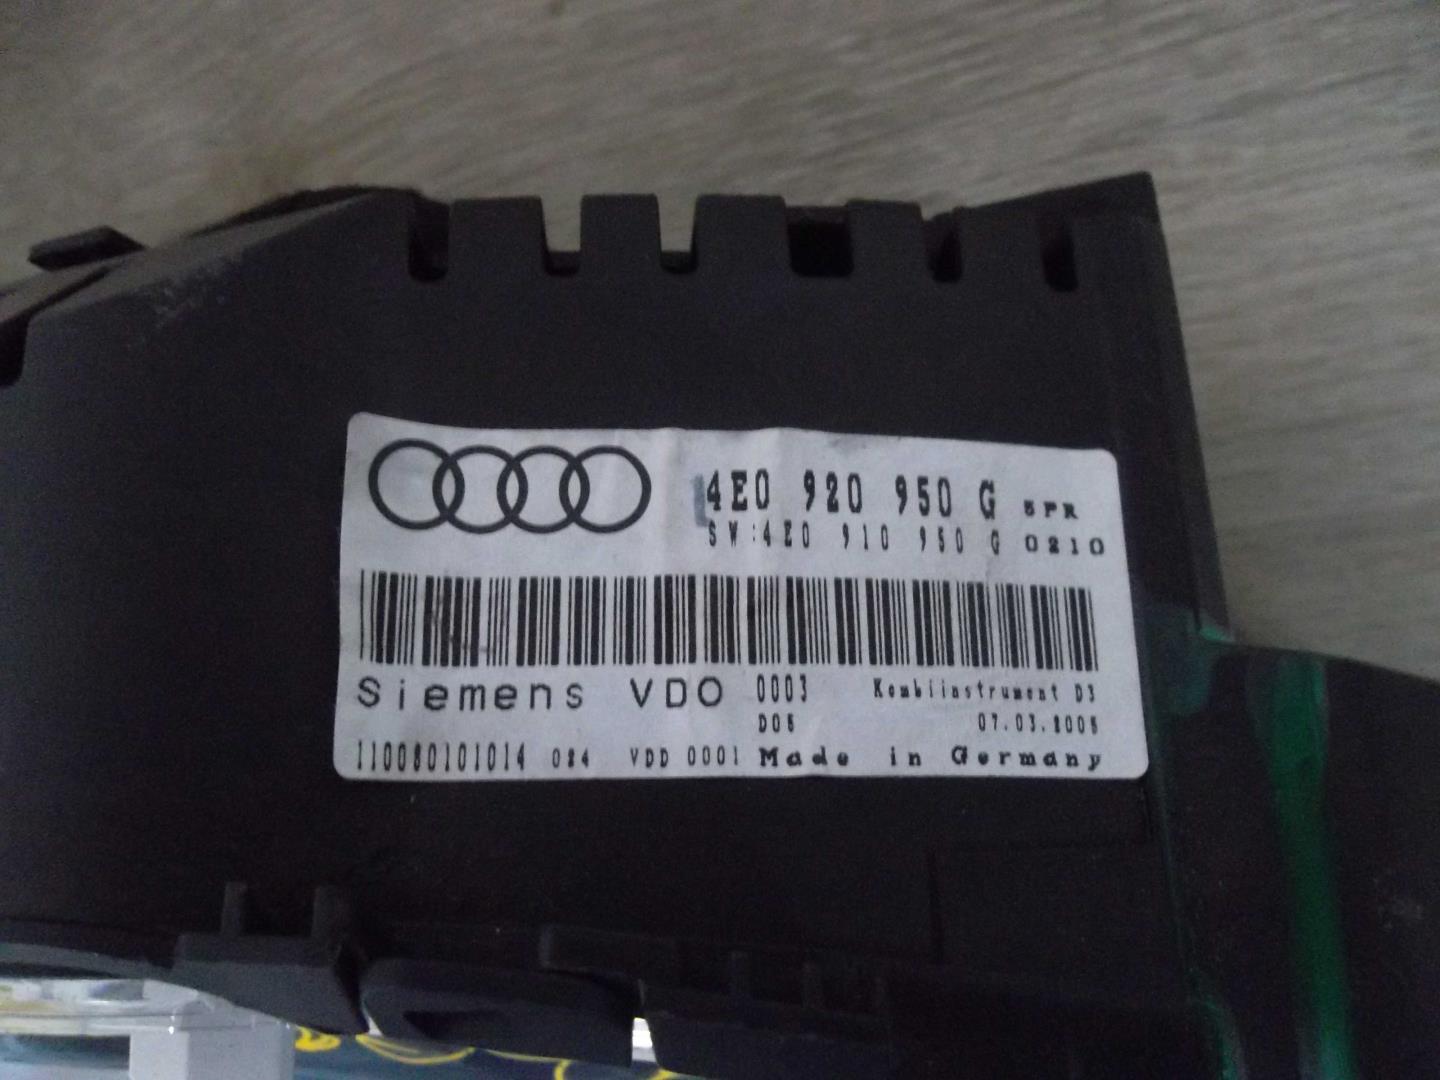 4E0 920 950 G 5PR
SW:4E0 910 950 G 0210
Siemens VDO 0003 Kombiinstrument D3
D05 07.03.2005
110080101014 024 VDD 0001 Made in Germany